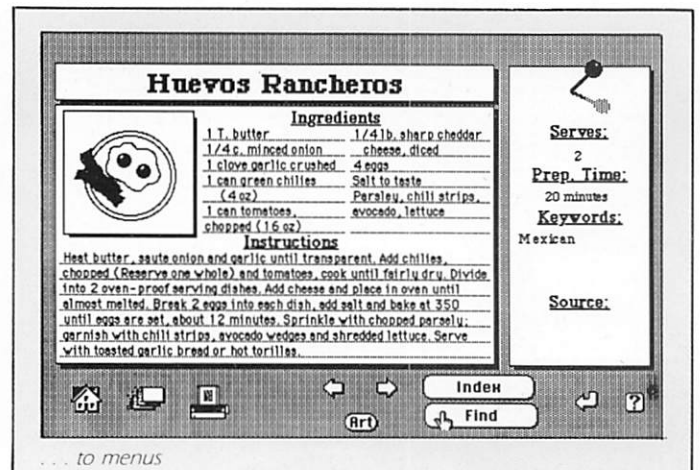 Huevos Rancheros
Ingredients
1 T. butter
1/4 c. minced onion
1 clove garlic crushed
1 can green chilies
(4 oz)
1 can tomatoes,
chopped (16 oz)
1/4 lb. sharp cheddar
cheese, diced
4 eggs
Salt to taste
Parsley, chili strips,
avocado, lettuce
Instructions
Heat butter, saute onion and garlic until transparent. Add chilies,
chopped (Reserve one whole) and tomatoes, cook until fairly dry. Divide
into 2 oven-proof serving dishes. Add cheese and place in oven until
almost melted. Break 2 eggs into each dish, add salt and bake at 350
until eggs are set, about 12 minutes. Sprinkle with chopped parsely;
garnish with chili strips, avocado wedges and shredded lettuce. Serve
with toasted garlic bread or hot torillas.
Serves:
2
Prep. Time:
20 minutes
Keywords:
Mexican
Source:
Index
Art
Find
?
. . . to menus